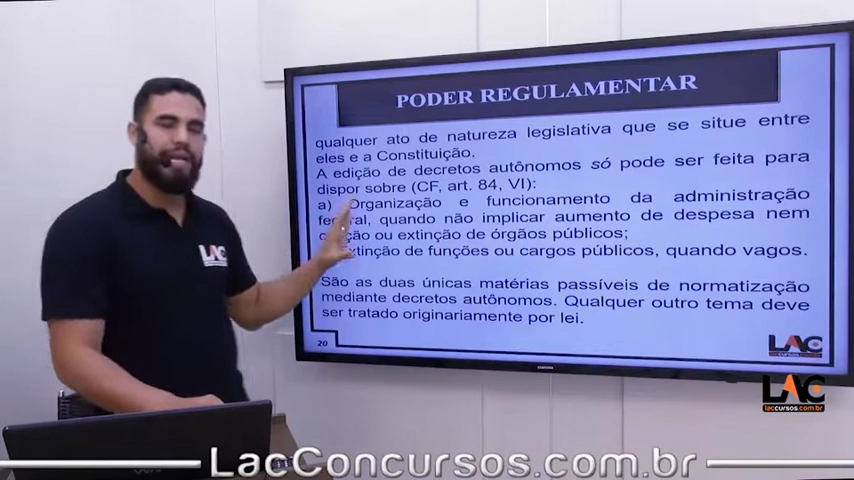 PODER REGULAMENTAR
qualquer ato de natureza legislativa que se situe entre
eles e a Constituição.
A edição de decretos autônomos só pode ser feita para
dispor sobre (CF, art. 84, VI):
a) Organização e funcionamento da administração
quando não implicar aumento de despesa nem
ou extinção de órgãos públicos;
extinção de funções ou cargos públicos, quando vagos.
São as duas únicas matérias passíveis de normatização
mediante decretos autônomos. Qualquer outro tema deve
ser tratado originariamente por lei.
20
LAC
LAC
LAC
SAMSUNG
LAC
laccursos.com.br
LacConcursos.com.br